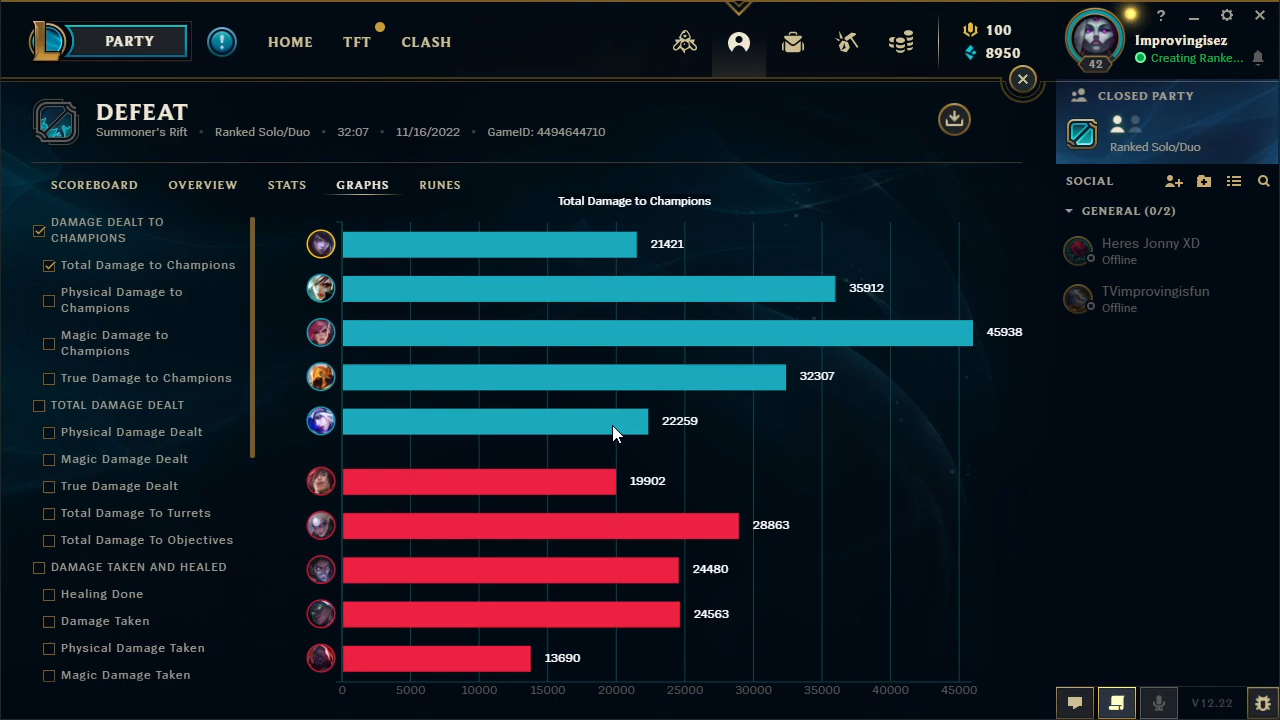 PARTY
HOME
TFT
CLASH
100
8950
?
42
Improvingisez
Creating Ranke...
DEFEAT
Summoner's Rift • Ranked Solo/Duo • 32:07 • 11/16/2022 • GameID: 4494644710
CLOSED PARTY
Ranked Solo/Duo
SOCIAL
GENERAL (0/2)
Heres Jonny XD
Offline
TVimprovingisfun
Offline
SCOREBOARD
OVERVIEW
STATS
GRAPHS
RUNES
DAMAGE DEALT TO
CHAMPIONS
Total Damage to Champions
Physical Damage to
Champions
Magic Damage to
Champions
True Damage to Champions
TOTAL DAMAGE DEALT
Physical Damage Dealt
Magic Damage Dealt
True Damage Dealt
Total Damage To Turrets
Total Damage To Objectives
DAMAGE TAKEN AND HEALED
Healing Done
Damage Taken
Physical Damage Taken
Magic Damage Taken
Total Damage to Champions
21421
35912
45938
32307
22259
19902
28863
24480
24563
13690
0 5000 10000 15000 20000 25000 30000 35000 40000 45000
V12.22